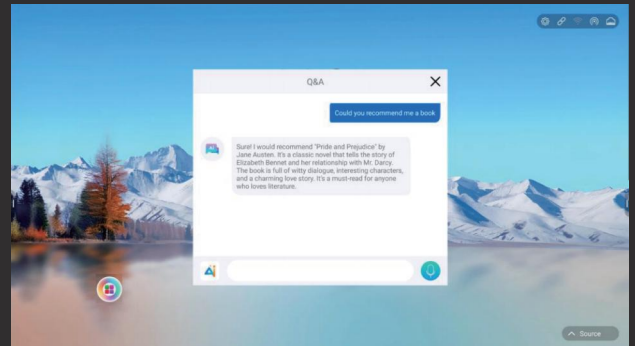 Q&A
Could you recommend me a book
Sure! I would recommend "Pride and Prejudice" by
Jane Austen. It's a classic novel that tells the story of
Elizabeth Bennet and her relationship with Mr. Darcy.
The book is full of witty dialogue, interesting characters,
and a charming love story. It's a must-read for anyone
who loves literature.
Source